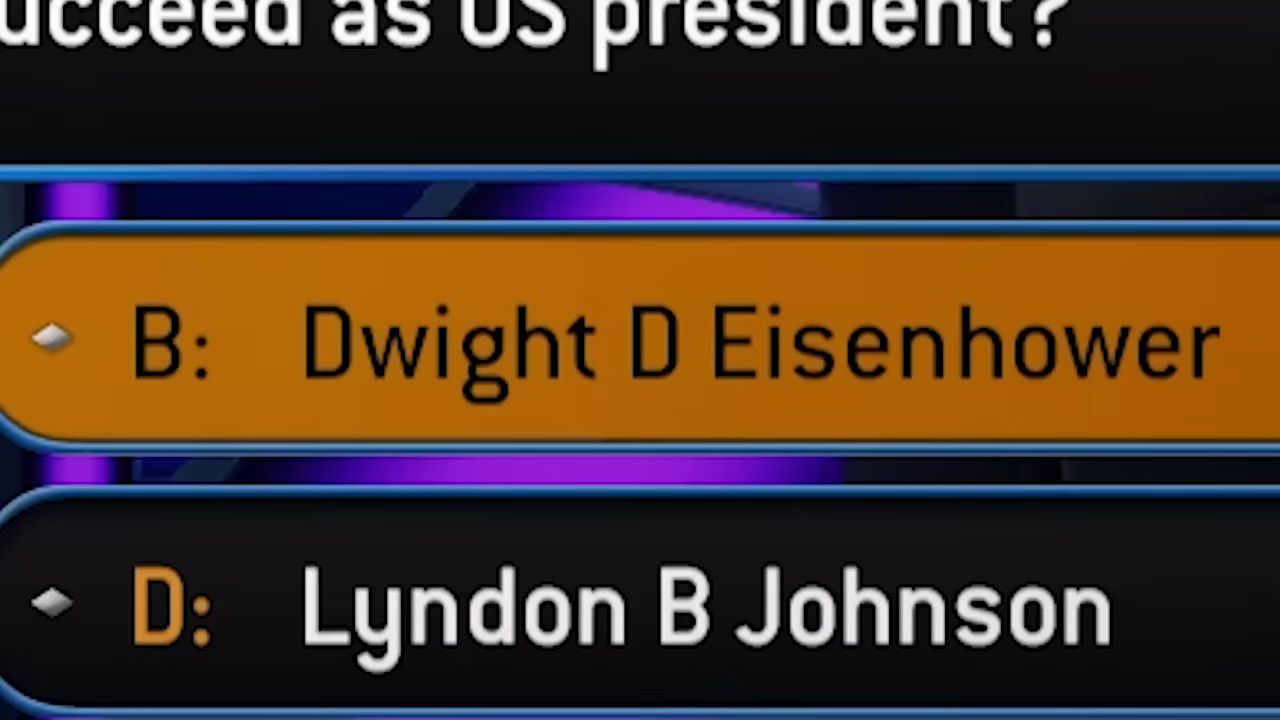 ucceed as US president?
B: Dwight D Eisenhower
D: Lyndon B Johnson